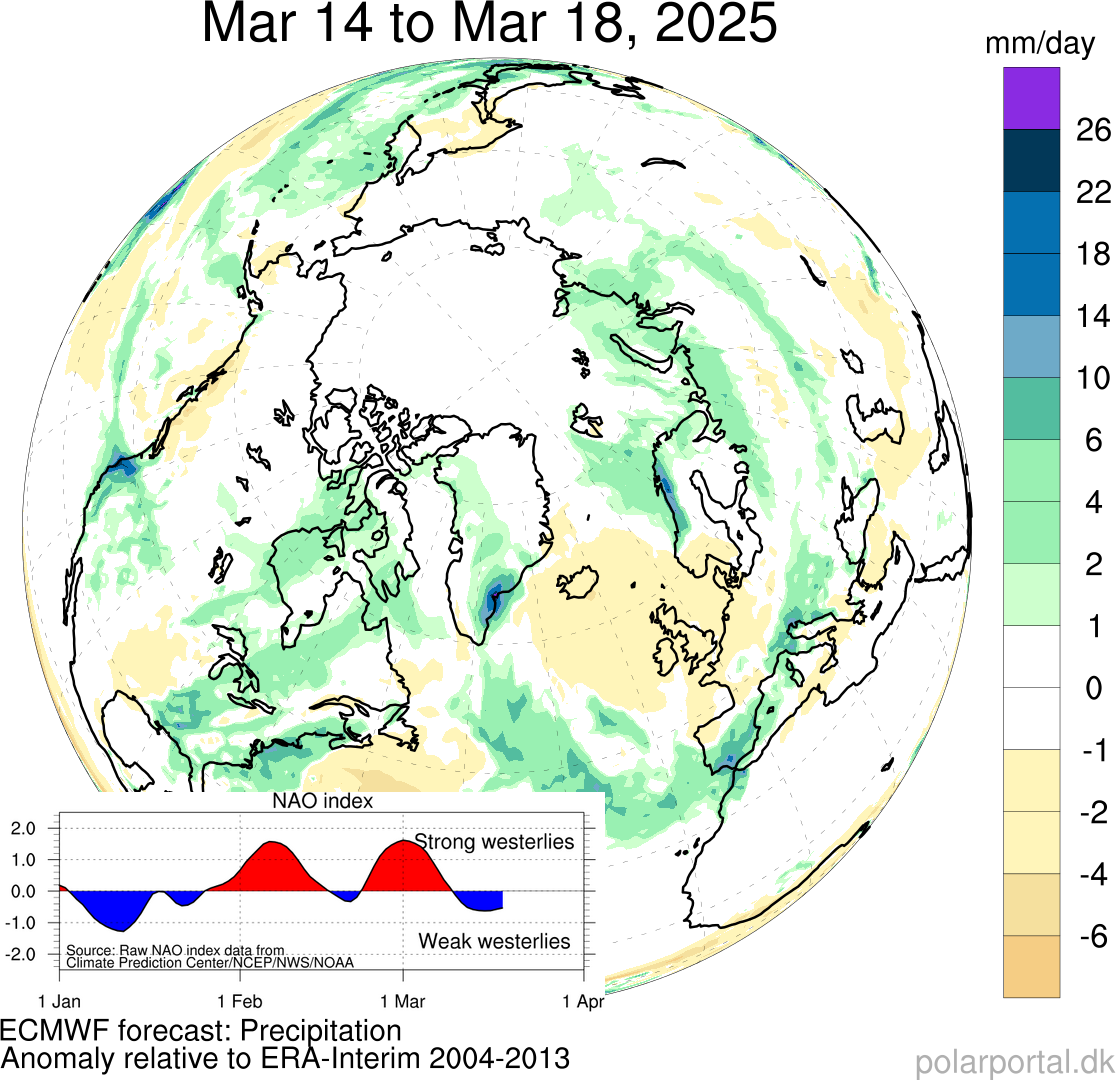 Mar 14 to Mar 18, 2025
mm/day
26
22
18
14
10
6
4
2
1
0
-1
-2
-4
-6
NAO index
2.0
1.0
0.0
-1.0
-2.0
Strong westerlies
Weak westerlies
Source: Raw NAO index data from
Climate Prediction Center/NCEP/NWS/NOAA
1 Jan
1 Feb
1 Mar
1 Apr
ECMWF forecast: Precipitation
Anomaly relative to ERA-Interim 2004-2013
polarportal.dk